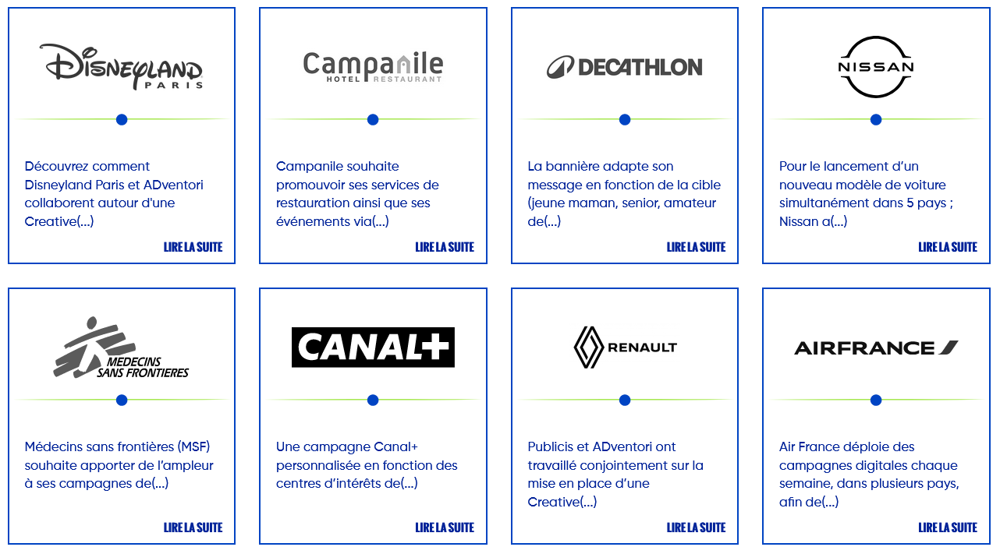 DISNEYLAND
PARIS
Découvrez comment
Disneyland Paris et ADventori
collaborent autour d'une
Creative(...)
LIRE LA SUITE
Campanile
HOTEL RESTAURANT
Campanile souhaite
promouvoir ses services de
restauration ainsi que ses
événements via(...)
LIRE LA SUITE
DECATHLON
La bannière adapte son
message en fonction de la cible
(jeune maman, senior, amateur
de(...)
LIRE LA SUITE
NISSAN
Pour le lancement d’un
nouveau modèle de voiture
simultanément dans 5 pays ;
Nissan a(...)
LIRE LA SUITE
MEDECINS
SANS FRONTIERES
Médecins sans frontières (MSF)
souhaite apporter de l’ampleur
à ses campagnes de(...)
LIRE LA SUITE
CANAL+
Une campagne Canal+
personnalisée en fonction des
centres d’intérêts de(...)
LIRE LA SUITE
RENAULT
Publicis et ADventori ont
travaillé conjointement sur la
mise en place d’une
Creative(...)
LIRE LA SUITE
AIRFRANCE
Air France déploie des
campagnes digitales chaque
semaine, dans plusieurs pays,
afin de(...)
LIRE LA SUITE